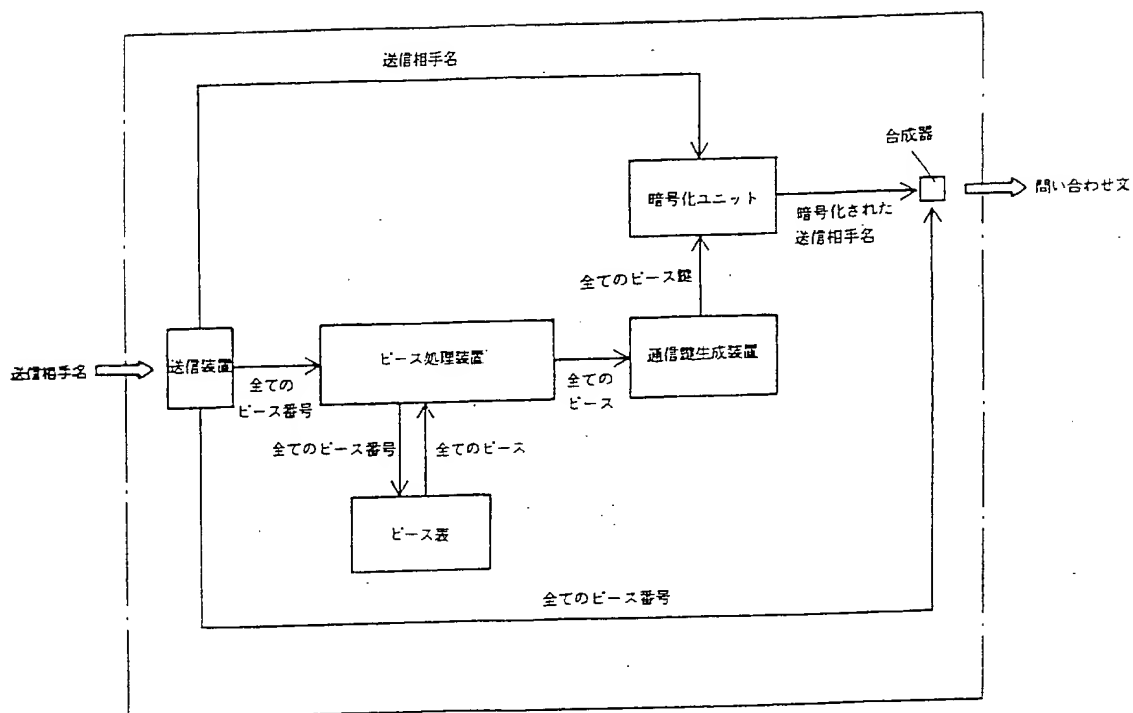 送信相手名
合成器
暗号化ユニット
問い合わせ文
暗号化された
送信相手名
全てのピース鍵
送信装置
ピース処理装置
通信鍵生成装置
送信相手名
全ての
ピース番号
全ての
ピース
全てのピース番号
全てのピース
ピース表
全てのピース番号